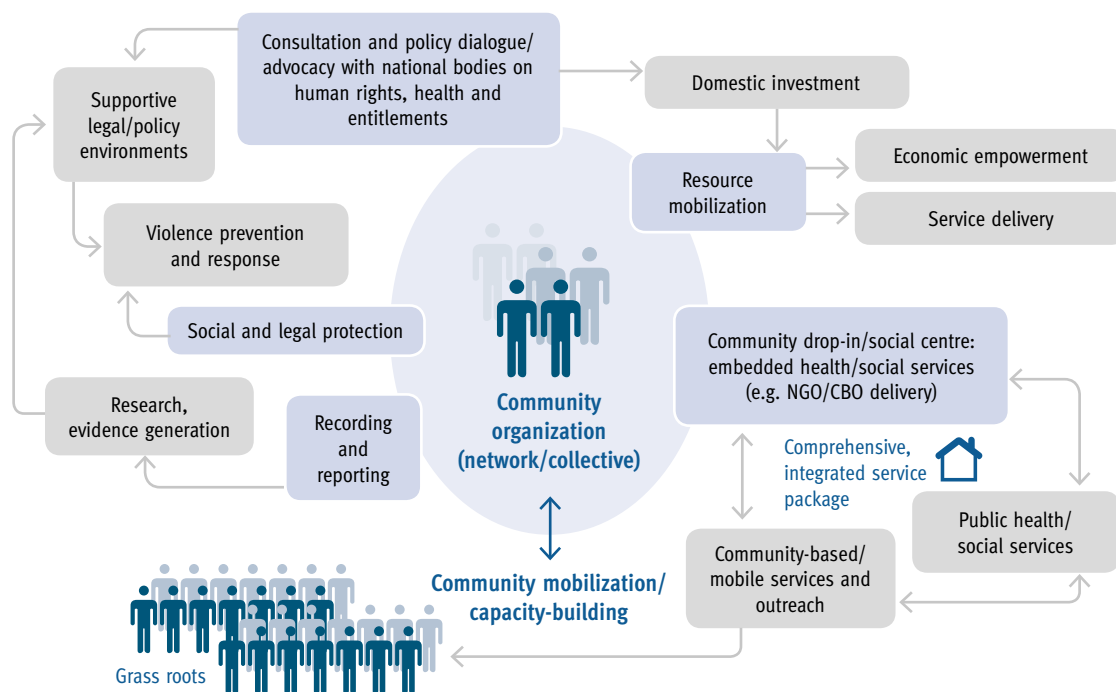 Consultation and policy dialogue/
advocacy with national bodies on
human rights, health and
entitlements
Domestic investment
Supportive
legal/policy
environments
Economic empowerment
Resource
mobilization
Service delivery
Violence prevention
and response
Social and legal protection
Community drop-in/social centre:
embedded health/social services
(e.g. NGO/CBO delivery)
Research,
evidence generation
Recording
and
reporting
Community
organization
(network/collective)
Comprehensive,
integrated service
package
Public health/
social services
Community-based/
mobile services and
outreach
Community mobilization/
capacity-building
Grass roots